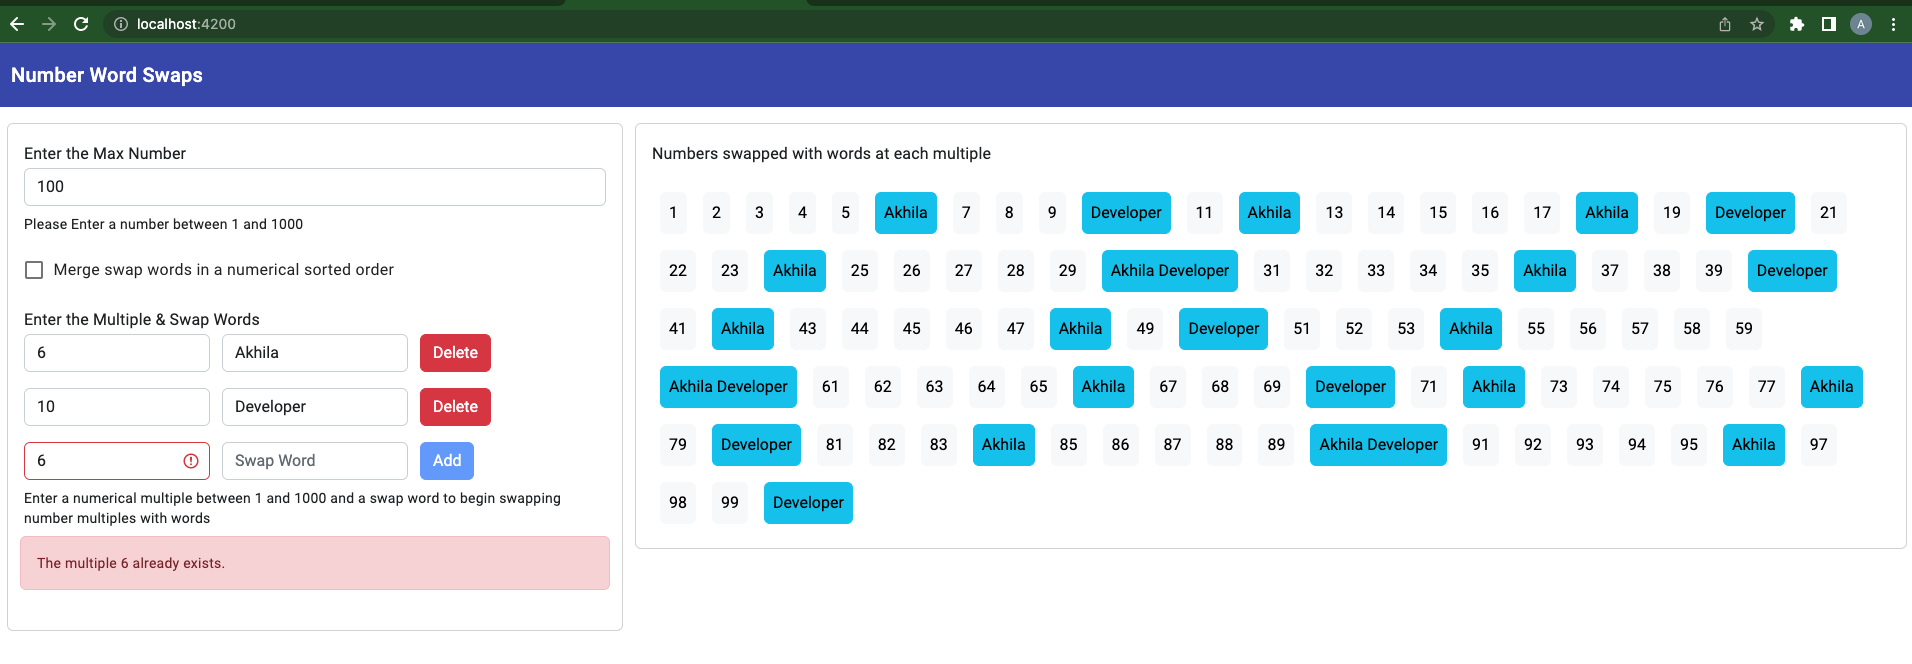 localhost:4200
A
Number Word Swaps
Enter the Max Number
100
Please Enter a number between 1 and 1000
Merge swap words in a numerical sorted order
Enter the Multiple & Swap Words
6 Akhila Delete
10 Developer Delete
6 Swap Word Add
Enter a numerical multiple between 1 and 1000 and a swap word to begin swapping
number multiples with words
The multiple 6 already exists.
Numbers swapped with words at each multiple
1 2 3 4 5 Akhila 7 8 9 Developer 11 Akhila 13 14 15 16 17 Akhila 19 Developer 21
22 23 Akhila 25 26 27 28 29 Akhila Developer 31 32 33 34 35 Akhila 37 38 39 Developer
41 Akhila 43 44 45 46 47 Akhila 49 Developer 51 52 53 Akhila 55 56 57 58 59
Akhila Developer 61 62 63 64 65 Akhila 67 68 69 Developer 71 Akhila 73 74 75 76 77 Akhila
79 Developer 81 82 83 Akhila 85 86 87 88 89 Akhila Developer 91 92 93 94 95 Akhila 97
98 99 Developer